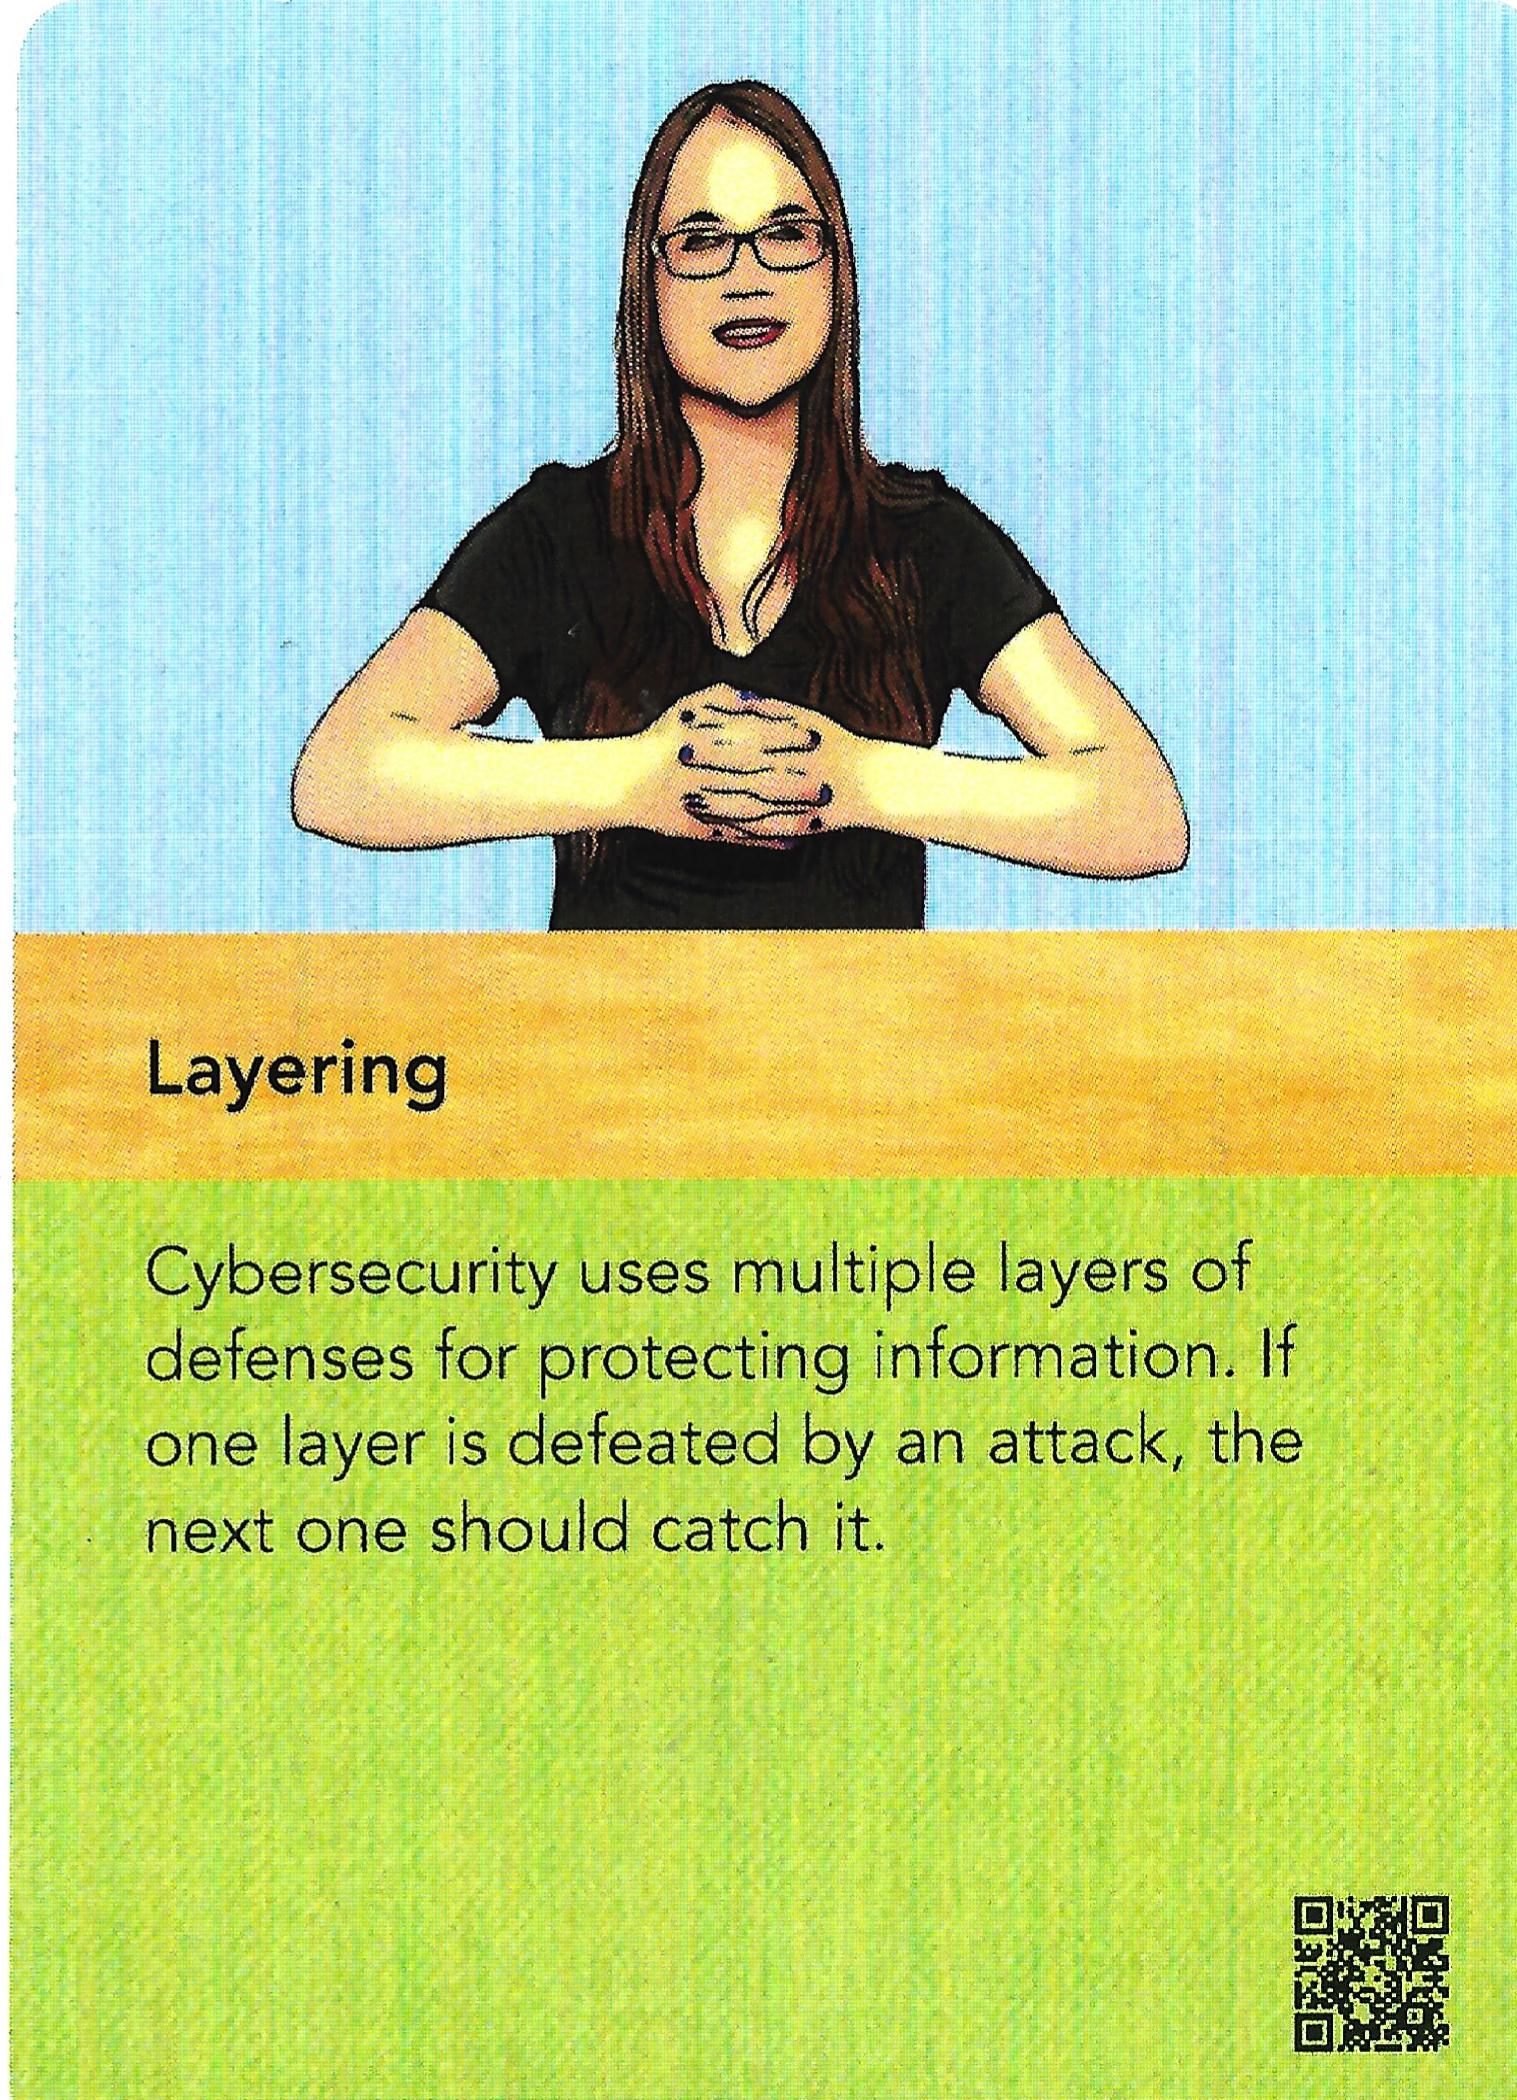 Layering
Cybersecurity uses multiple layers of
defenses for protecting information. If
one layer is defeated by an attack, the
next one should catch it.